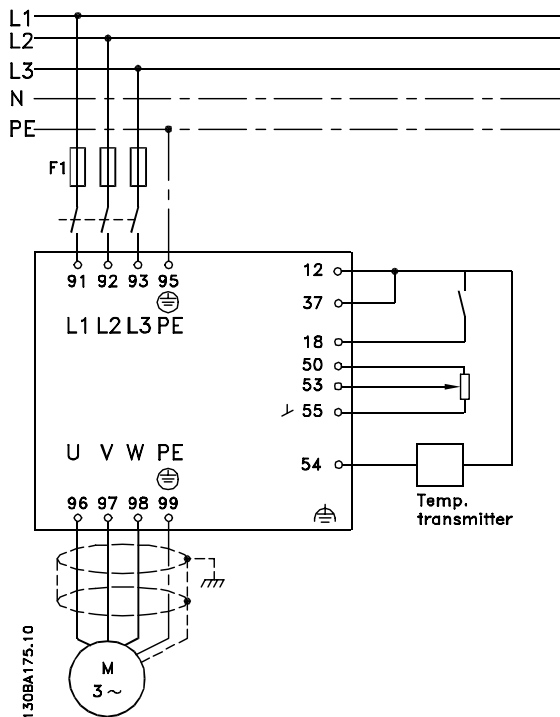 L1
L2
L3
N
PE
F1
91 92 93 95
L1 L2 L3 PE
12
37
18
50
53
55
54
U V W PE
96 97 98 99
Temp.
transmitter
M
3 ~
130BA175.10